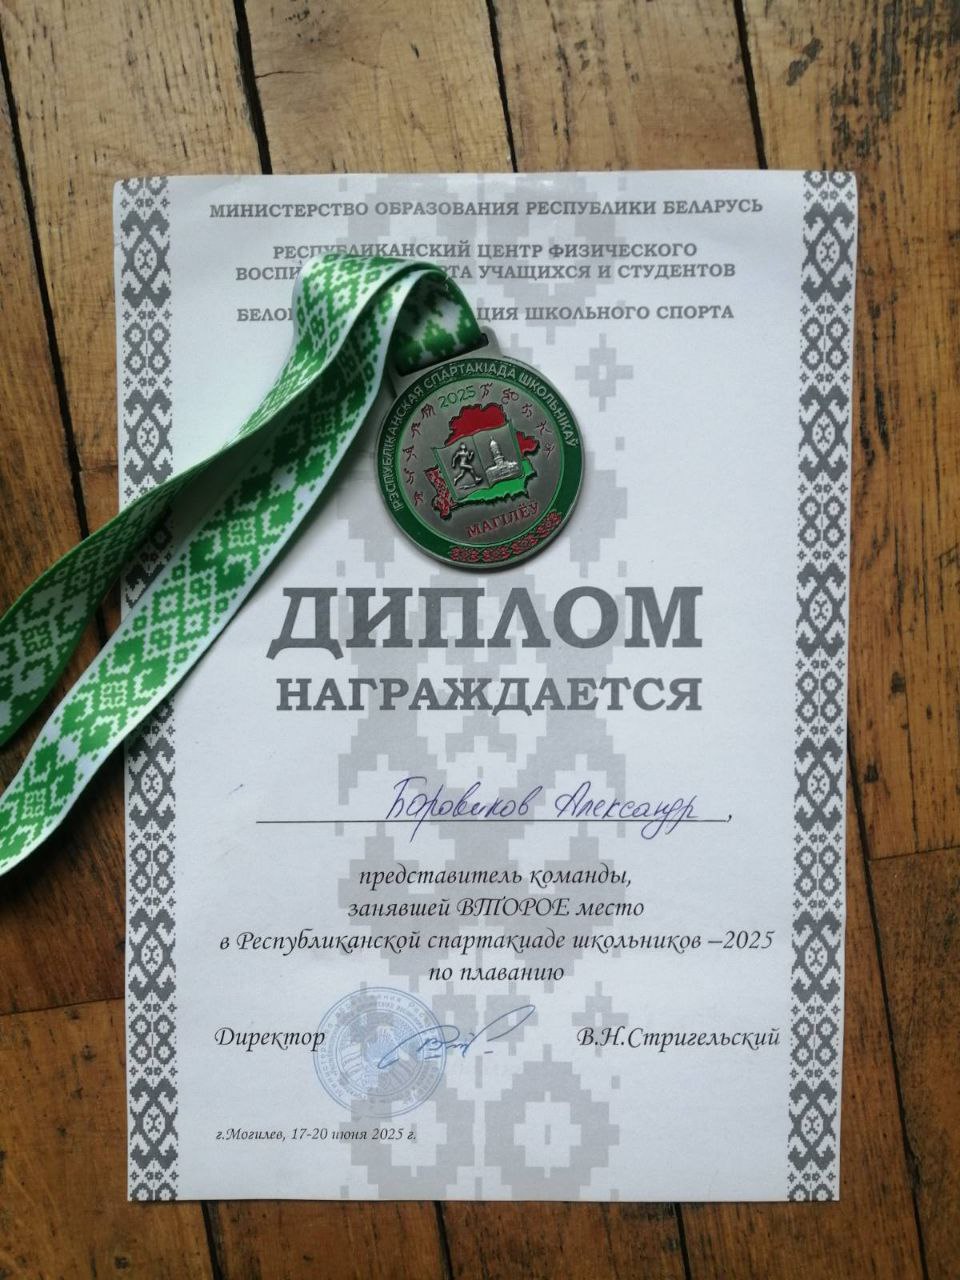 МИНИСТЕРСТВО ОБРАЗОВАНИЯ РЕСПУБЛИКИ БЕЛАРУСЬ
РЕСПУБЛИКАНСКИЙ ЦЕНТР ФИЗИЧЕСКОГО
УЧАЩИХСЯ И СТУДЕНТОВ
ШКОЛЬНОГО СПОРТА
РЭСПУБЛІКАНСКАЯ СПАРТАКІАДА ШКОЛЬНІКАЎ
2025
МАГІЛЁЎ
ДИПЛОМ
НАГРАЖДАЕТСЯ
Боровиков Александр,
представитель команды,
занявшей ВТОРОЕ место
в Республиканской спартакиаде школьников –2025
по плаванию
Директор В.Н.Стригельский
г.Могилев, 17-20 июня 2025 г.